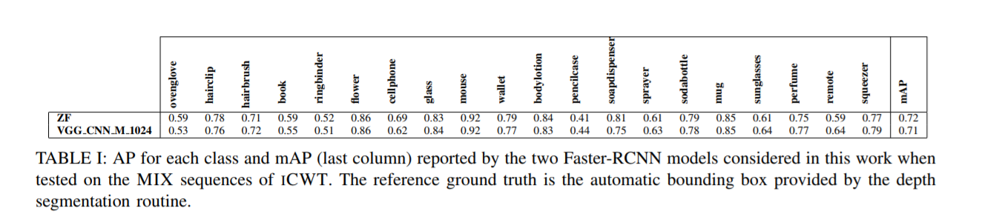 ovenglove hairclip hairbrush book ringbinder flower cellphone glass mouse wallet bodylotion pencilcase soapdispenser sprayer sodabottle mug sunglasses perfume remote squeezer mAP
ZF 0.59 0.78 0.71 0.59 0.52 0.86 0.69 0.83 0.92 0.79 0.84 0.41 0.81 0.61 0.79 0.85 0.61 0.75 0.59 0.77 0.72
VGG_CNN_M_1024 0.53 0.76 0.72 0.55 0.51 0.86 0.62 0.84 0.92 0.77 0.83 0.44 0.75 0.63 0.78 0.85 0.64 0.77 0.64 0.79 0.71
TABLE I: AP for each class and mAP (last column) reported by the two Faster-RCNN models considered in this work when
tested on the MIX sequences of ICWT. The reference ground truth is the automatic bounding box provided by the depth
segmentation routine.